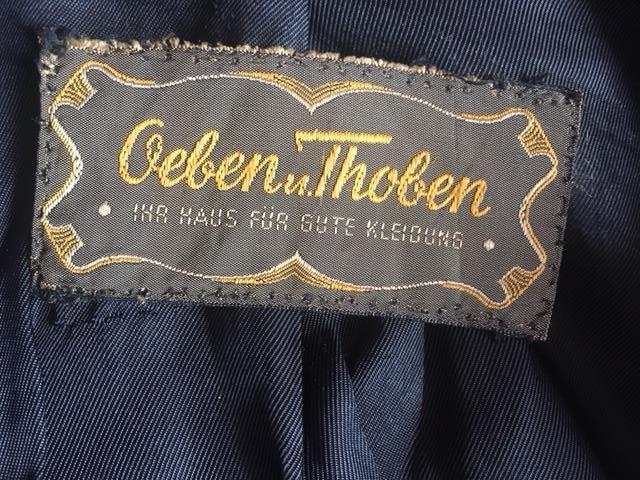 Oeben u. Thoben
IHR HAUS FÜR GUTE KLEIDUNG